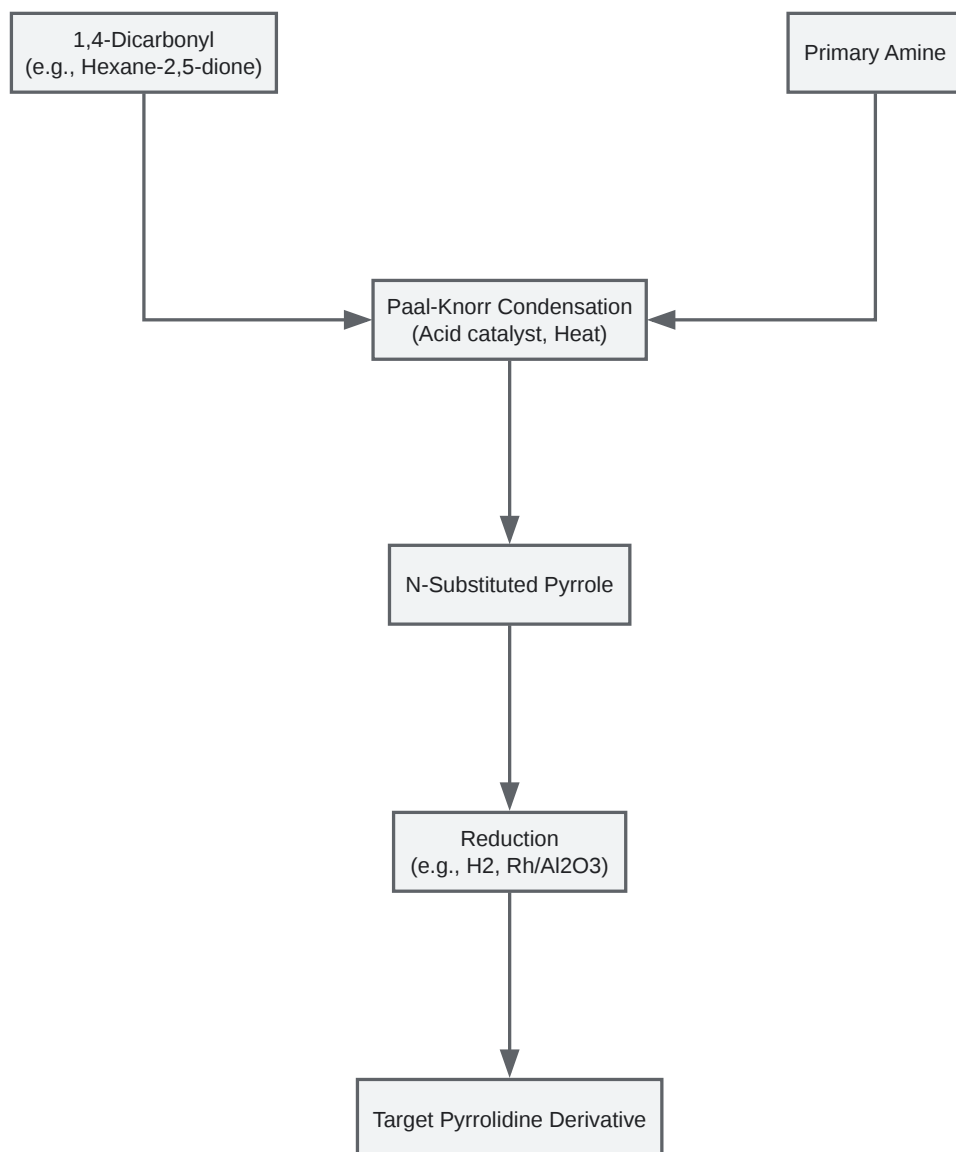 1,4-Dicarbonyl
(e.g., Hexane-2,5-dione)
Primary Amine
Paal-Knorr Condensation
(Acid catalyst, Heat)
N-Substituted Pyrrole
Reduction
(e.g., H2, Rh/Al2O3)
Target Pyrrolidine Derivative